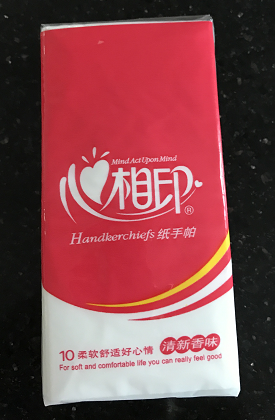 Mind Act Upon Mind
心相印®
Handkerchiefs 纸手帕
10 柔软舒适好心情 清新香味
For soft and comfortable life you can really feel good